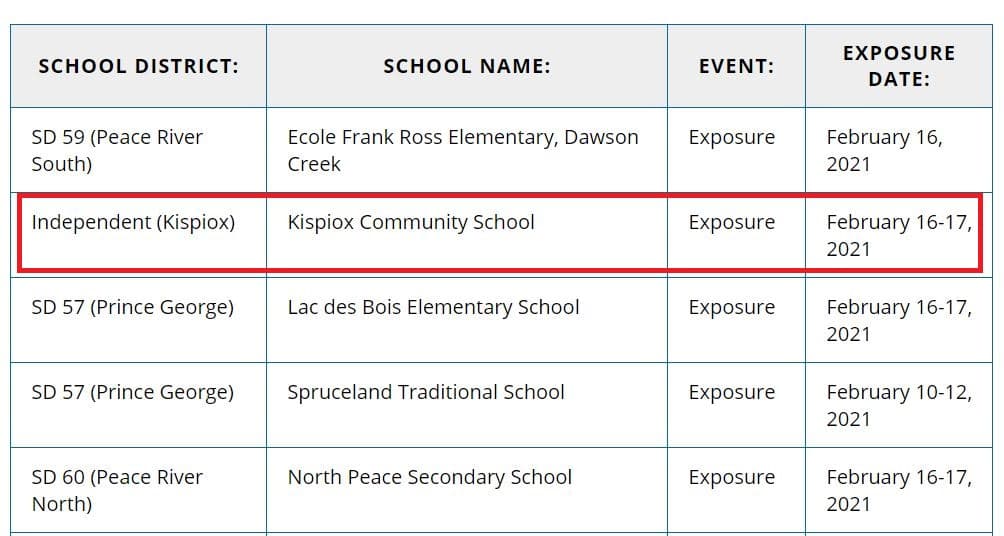 SCHOOL DISTRICT: SCHOOL NAME: EVENT: EXPOSURE DATE:
SD 59 (Peace River South) Ecole Frank Ross Elementary, Dawson Creek Exposure February 16, 2021
Independent (Kispiox) Kispiox Community School Exposure February 16-17, 2021
SD 57 (Prince George) Lac des Bois Elementary School Exposure February 16-17, 2021
SD 57 (Prince George) Spruceland Traditional School Exposure February 10-12, 2021
SD 60 (Peace River North) North Peace Secondary School Exposure February 16-17, 2021